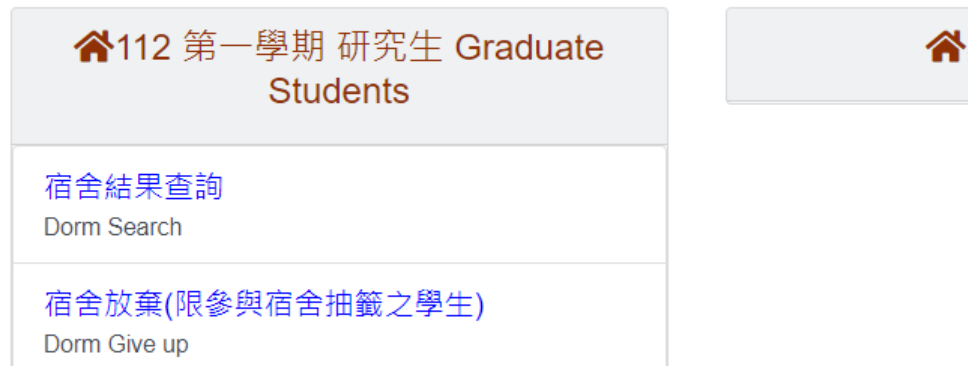 112 第一學期 研究生 Graduate
Students
宿舍結果查詢
Dorm Search
宿舍放棄(限參與宿舍抽籤之學生)
Dorm Give up